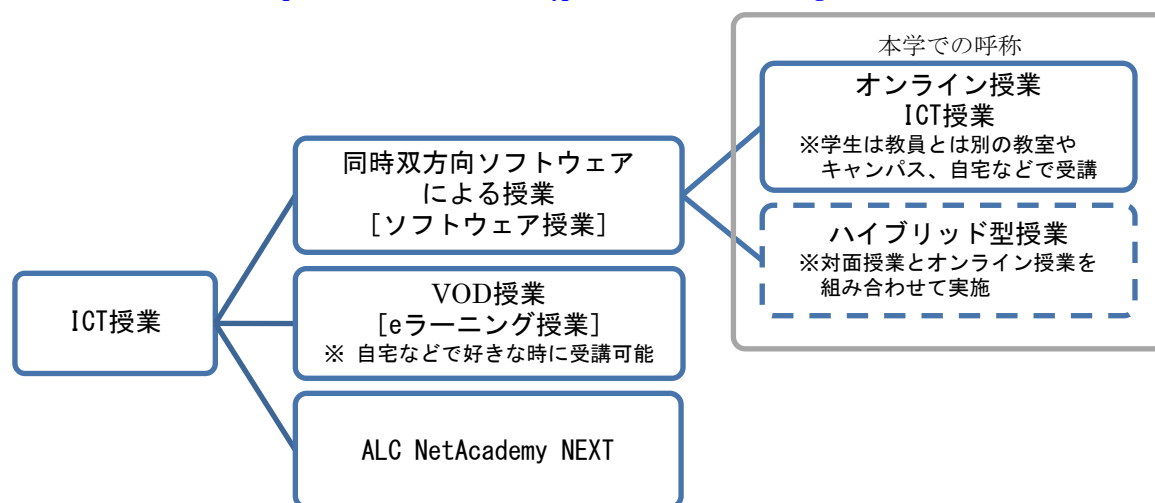 本学での呼称
オンライン授業
ICT授業
※学生は教員とは別の教室や
キャンパス、自宅などで受講
同時双方向ソフトウェア
による授業
[ソフトウェア授業]
ハイブリッド型授業
※対面授業とオンライン授業を
組み合わせて実施
ICT授業
VOD授業
[eラーニング授業]
※ 自宅などで好きな時に受講可能
ALC NetAcademy NEXT